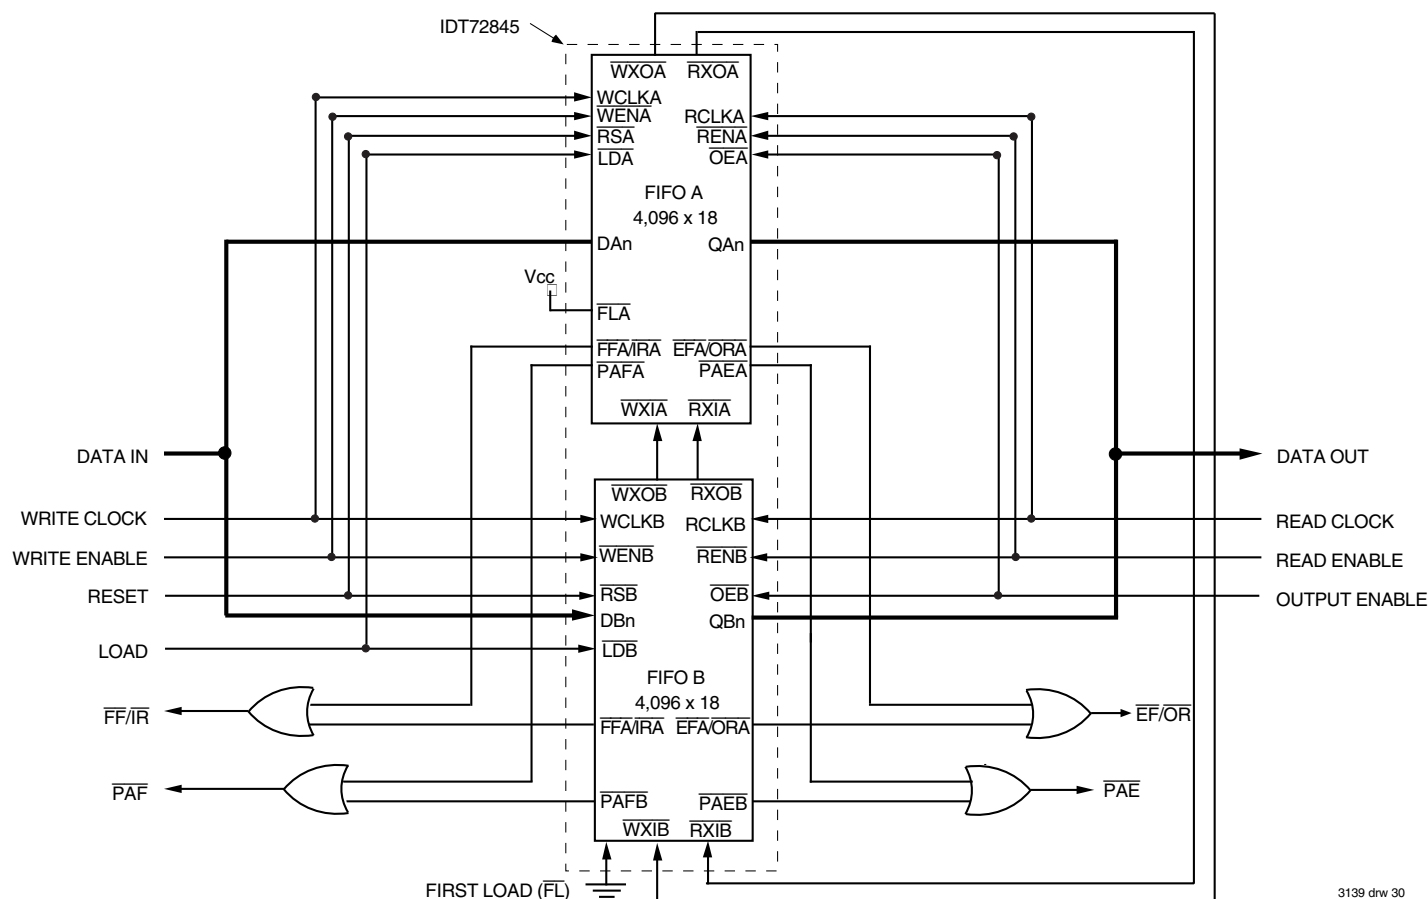 IDT72845
WXOA RXOA
WCLKA
WENA RCLKA
RSA RENA
LDA OEA
FIFO A
4,096 x 18
DAn QAn
Vcc
FLA
FFA/IRA EFA/ORA
PAFA PAEA
WXIA RXIA
DATA IN DATA OUT
WXOB RXOB
WRITE CLOCK WCLKB RCLKB READ CLOCK
WRITE ENABLE WENB RENB READ ENABLE
RESET RSB OEB OUTPUT ENABLE
DBn QBn
LOAD LDB
FIFO B
4,096 x 18
FF/IR FFA/IRA EFA/ORA EF/OR
PAF PAFB PAEB PAE
WXIB RXIB
FIRST LOAD (FL)
3139 drw 30